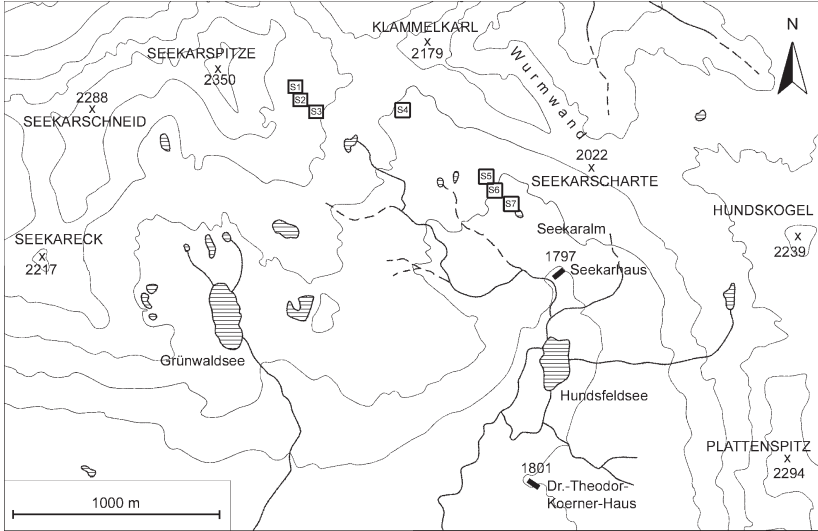 N
KLAMMELKARL
2179
SEEKARSPITZE
2350
Wurmwand
2288
SEEKARSCHNEID
S1
S2
S3
S4
2022
SEEKARSCHARTE
S5
S6
S7
HUNDSKOGEL
2239
Seekaralm
SEEKARECK
2217
1797
Seekarhaus
Grünwaldsee
Hundsfeldsee
PLATTENSPITZ
2294
1801
Dr.-Theodor-
Koerner-Haus
1000 m